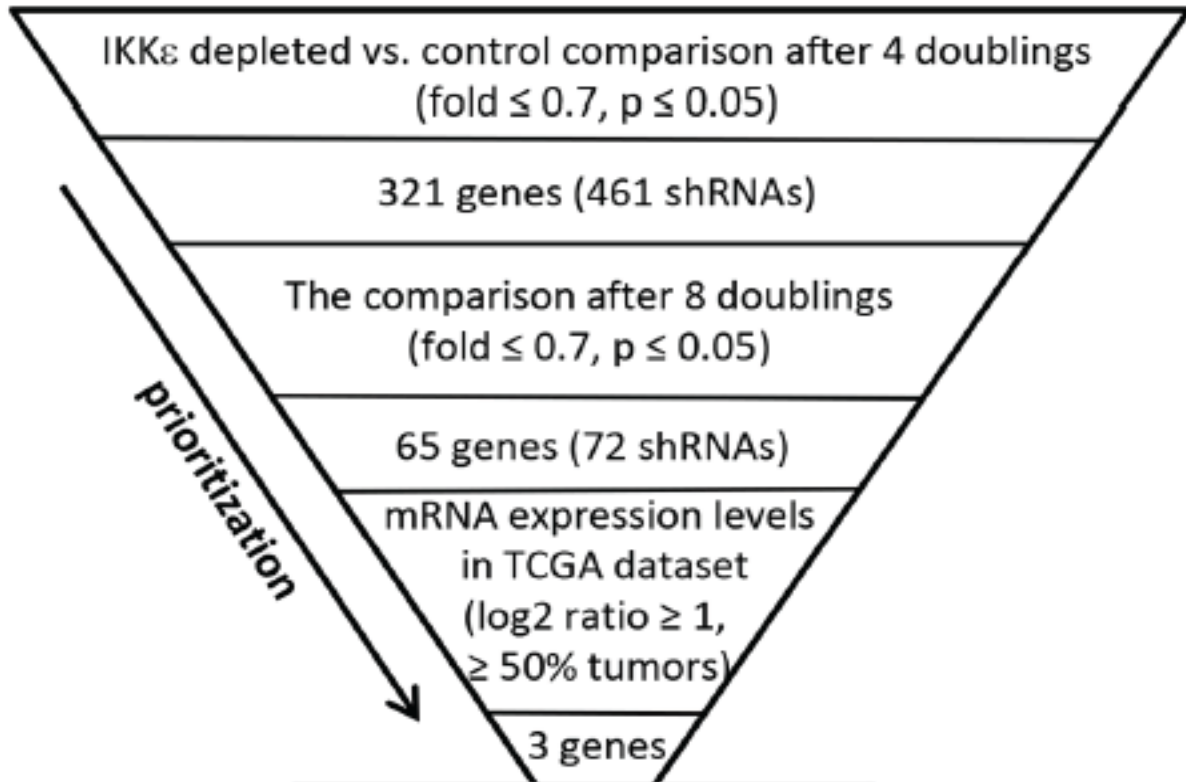 IKKε depleted vs. control comparison after 4 doublings
(fold ≤ 0.7, p ≤ 0.05)
321 genes (461 shRNAs)
The comparison after 8 doublings
(fold ≤ 0.7, p ≤ 0.05)
65 genes (72 shRNAs)
mRNA expression levels
in TCGA dataset
(log2 ratio ≥ 1,
≥ 50% tumors)
3 genes
prioritization